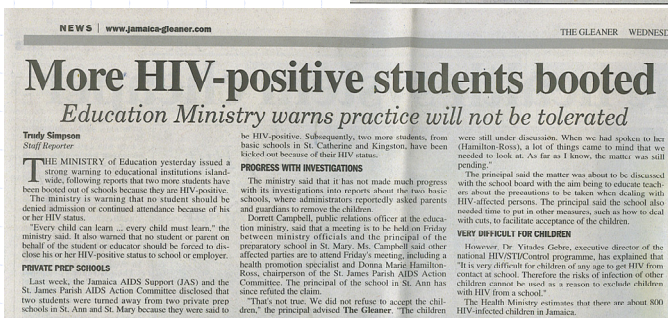 NEWS | www.jamaica-gleaner.com
THE GLEANER WEDNESD
More HIV-positive students booted
Education Ministry warns practice will not be tolerated
Trudy Simpson
Staff Reporter
THE MINISTRY of Education yesterday issued a
strong warning to educational institutions island-
wide, following reports that two more students have
been booted out of schools because they are HIV-positive.
The ministry is warning that no student should be
denied admission or continued attendance because of his
or her HIV status.
"Every child can learn ... every child must learn." the
ministry said. It also warned that no student or parent on
behalf of the student or educator should be forced to dis-
close his or her HIV-positive status to school or employer.
PRIVATE PREP SCHOOLS
Last week, the Jamaica AIDS Support (JAS) and the
St. James Parish AIDS Action Committee disclosed that
two students were turned away from two private prep
schools in St. Ann and St. Mary because they were said to
be HIV-positive. Subsequently, two more students, from
basic schools in St. Catherine and Kingston, have been
kicked out because of their HIV status.
PROGRESS WITH INVESTIGATIONS
The ministry said that it has not made much progress
with its investigations into reports about the two basic
schools, where administrators reportedly asked parents
and guardians to remove the children.
Dorrett Campbell, public relations officer at the educa-
tion ministry, said that a meeting is to be held on Friday
between ministry officials and the principal of the
preparatory school in St. Mary. Ms. Campbell said other
affected parties are to attend Friday's meeting, including a
health promotion specialist and Donna Marie Hamilton-
Ross, chairperson of the St. James Parish AIDS Action
Committee. The principal of the school in St. Ann has
since refuted the claim.
"That's not true. We did not refuse to accept the chil-
dren," the principal advised The Gleaner. "The children
were still under discussion. When we had spoken to her
(Hamilton-Ross), a lot of things came to mind that we
needed to look at. As far as I know, the matter was still
pending."
The principal said the matter was about to be discussed
with the school board with the aim being to educate teach-
ers about the precautions to be taken when dealing with
HIV-affected persons. The principal said the school also
needed time to put in other measures, such as how to deal
with cuts, to facilitate acceptance of the children.
VERY DIFFICULT FOR CHILDREN
However, Dr. Yitades Gebre, executive director of the
national HIV/STI/Control programme, has explained that
"It is very difficult for children of any age to get HIV from
contact at school. Therefore the risks of infection of other
children cannot be used as a reason to exclude children
with HIV from a school."
The Health Ministry estimates that there are about 800
HIV-infected children in Jamaica.